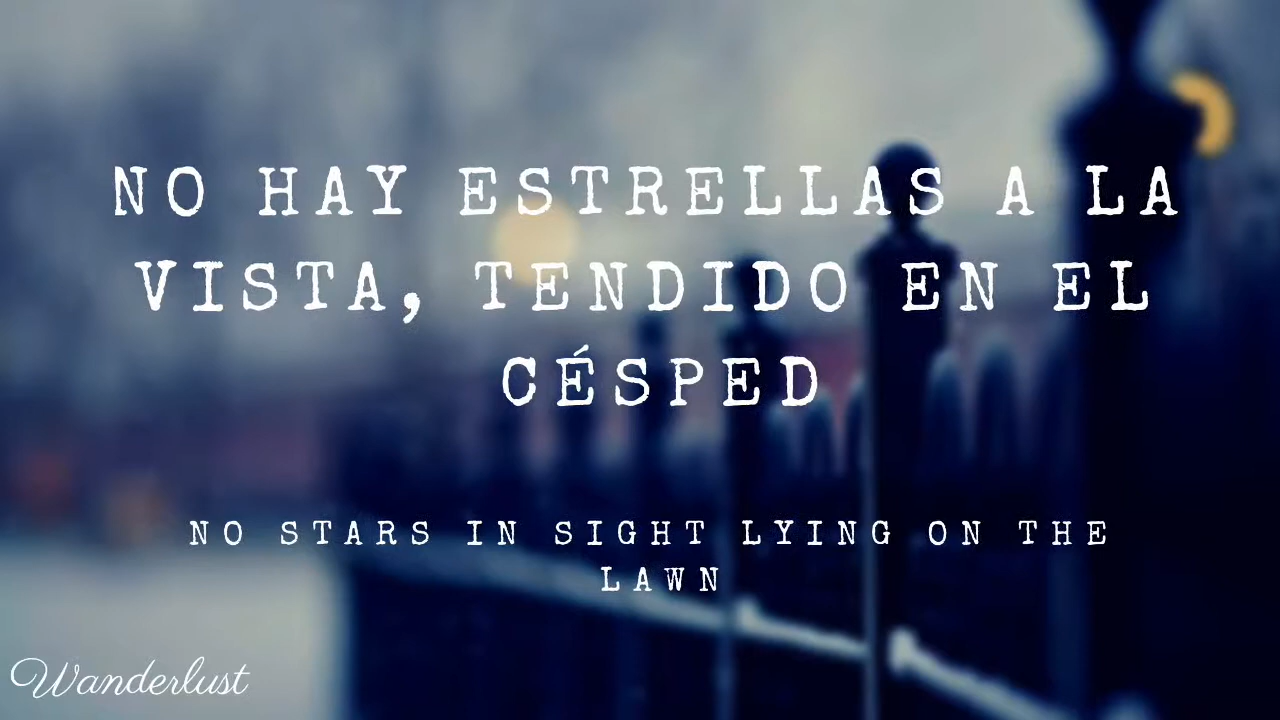 NO HAY ESTRELLAS A LA
VISTA, TENDIDO EN EL
CÉSPED
NO STARS IN SIGHT LYING ON THE
LAWN
Wanderlust